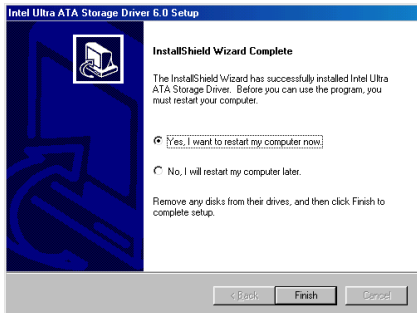 Intel Ultra ATA Storage Driver 6.0 Setup
InstallShield Wizard Complete
The InstallShield Wizard has successfully installed Intel Ultra
ATA Storage Driver. Before you can use the program, you
must restart your computer.
Yes, I want to restart my computer now.
No, I will restart my computer later.
Remove any disks from their drives, and then click Finish to
complete setup.
< Back Finish Cancel